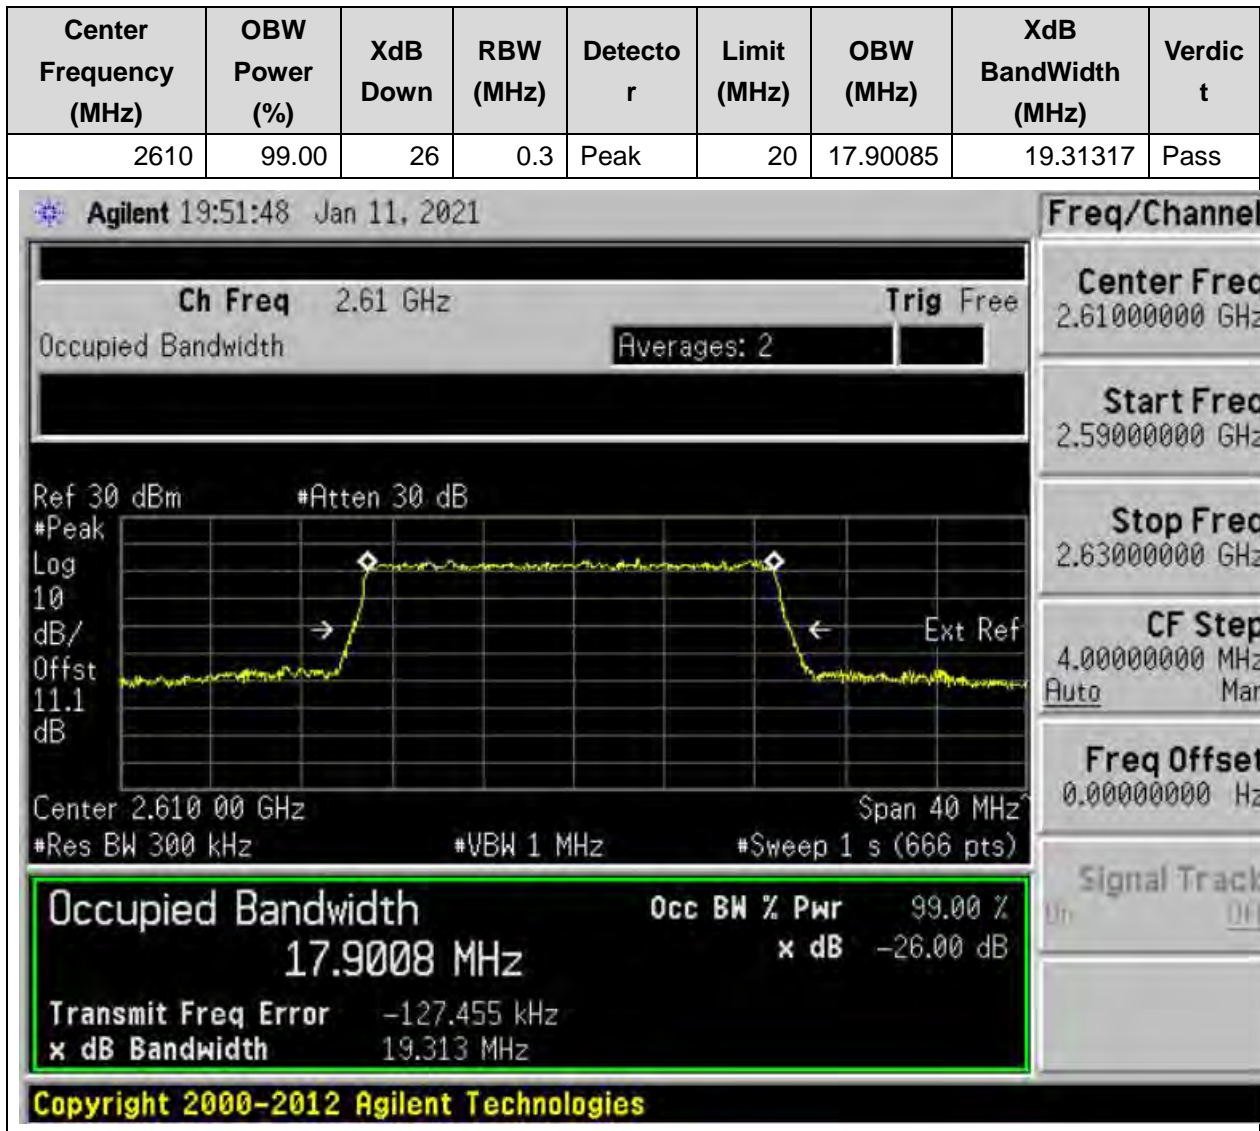 Center Frequency (MHz) OBW Power (%) XdB Down RBW (MHz) Detecto r Limit (MHz) OBW (MHz) XdB BandWidth (MHz) Verdic t
2610 99.00 26 0.3 Peak 20 17.90085 19.31317 Pass
Agilent 19:51:48 Jan 11, 2021
Freq/Channel
Ch Freq 2.61 GHz Trig Free
Occupied Bandwidth Averages: 2
Center Freq
2.61000000 GHz
Start Freq
2.59000000 GHz
Stop Freq
2.63000000 GHz
CF Step
4.00000000 MHz
Auto Man
Freq Offset
0.00000000 Hz
Signal Track
On Off
Ref 30 dBm #Atten 30 dB
#Peak
Log
10
dB/
Offst
11.1
dB
→ ← Ext Ref
Center 2.610 00 GHz Span 40 MHz^
#Res BW 300 kHz #VBW 1 MHz #Sweep 1 s (666 pts)
Occupied Bandwidth Occ BW % Pwr 99.00 %
17.9008 MHz x dB -26.00 dB
Transmit Freq Error -127.455 kHz
x dB Bandwidth 19.313 MHz
Copyright 2000-2012 Agilent Technologies